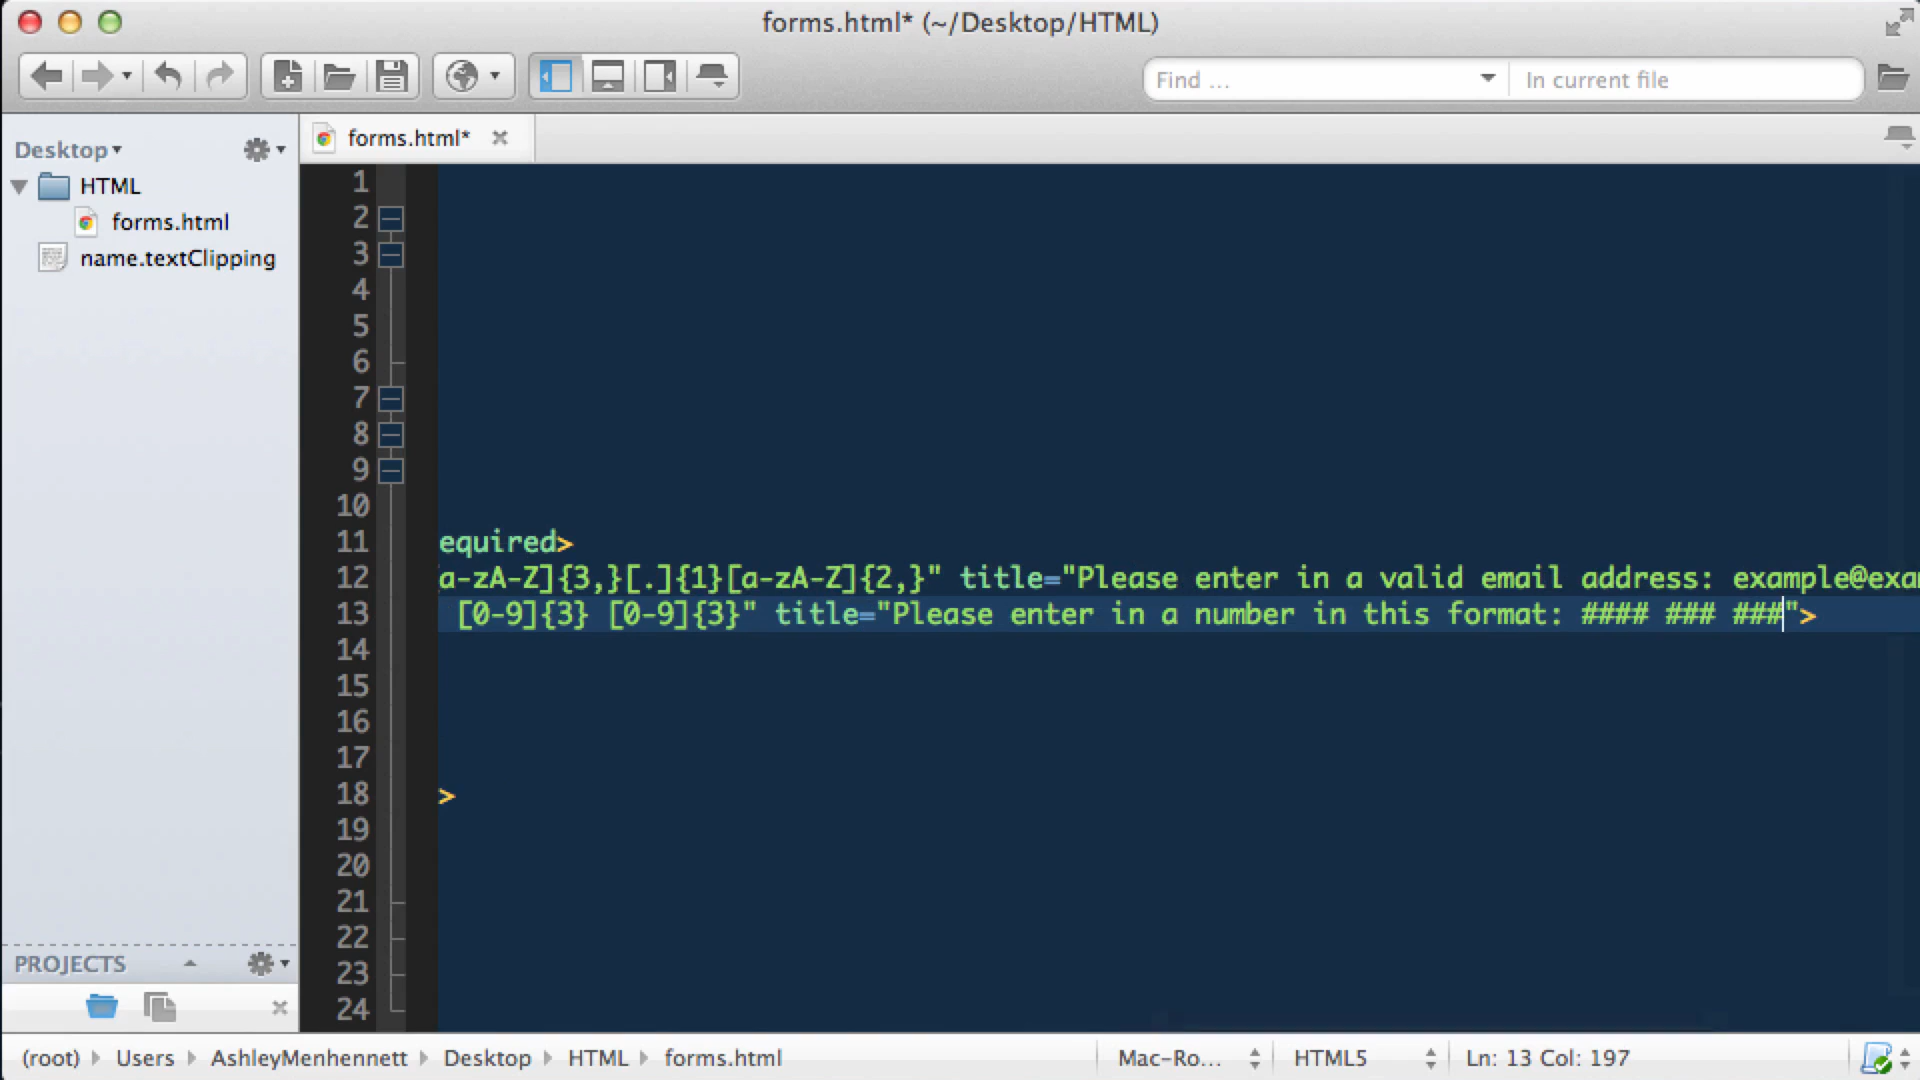 forms.html* (~/Desktop/HTML)
Find ...
In current file
Desktop
HTML
forms.html
name.textClipping
forms.html*
1
2
3
4
5
6
7
8
9
10
11 equired>
12 a-zA-Z]{3,}[.]{1}[a-zA-Z]{2,}" title="Please enter in a valid email address: example@exa
13 [0-9]{3} [0-9]{3}" title="Please enter in a number in this format: #### ### ###">
14
15
16
17
18 >
19
20
21
22
23
24
PROJECTS
(root) Users AshleyMenhennett Desktop HTML forms.html
Mac-Ro... HTML5 Ln: 13 Col: 197